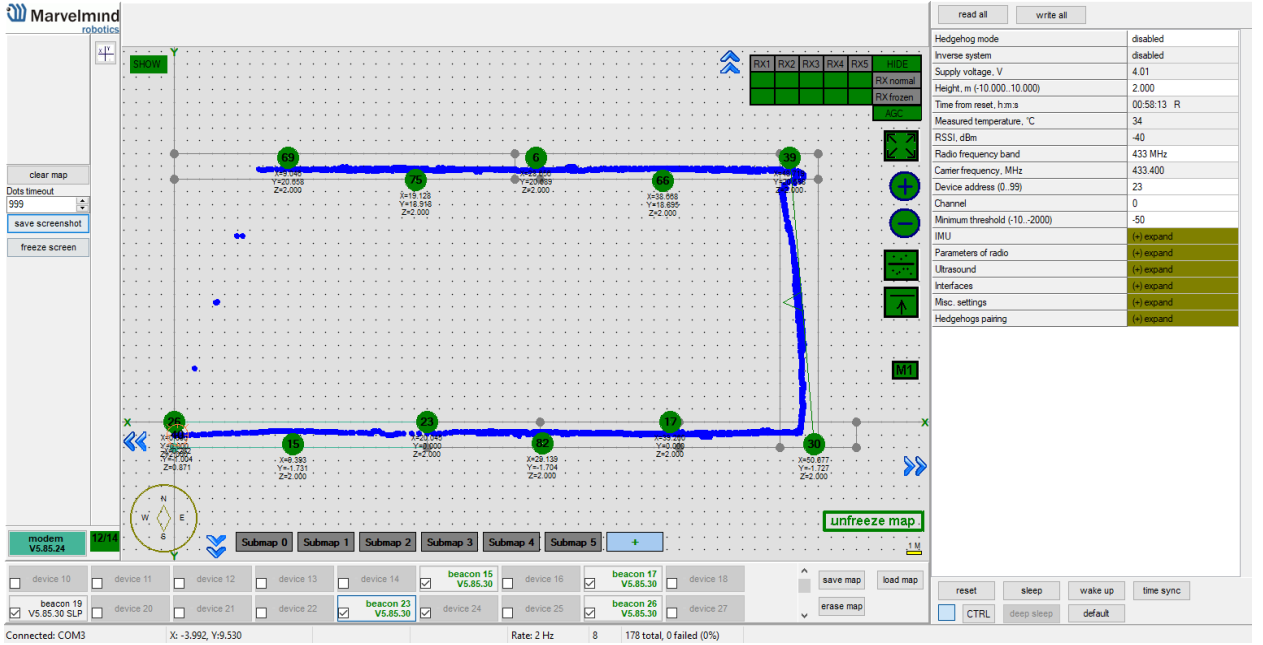 Marvelmind
robotics
read all
write all
Hedgehog mode disabled
Inverse system disabled
Supply voltage, V 4.01
Height, m (-10.000..10.000) 2.000
Time from reset, h:m:s 00:58:13 R
Measured temperature, °C 34
RSSI, dBm -40
Radio frequency band 433 MHz
Carrier frequency, MHz 433.400
Device address (0..99) 23
Channel 0
Minimum threshold (-10..-2000) -50
IMU (+) expand
Parameters of radio (+) expand
Ultrasound (+) expand
Interfaces (+) expand
Misc. settings (+) expand
Hedgehogs pairing (+) expand
SHOW
Y
RX1 RX2 RX3 RX4 RX5 HIDE
RX normal
RX frozen
AGC
clear map
Dots timeout
999
save screenshot
freeze screen
69
6
39
75
X=19.128
Y=18.918
Z=2.000
66
X=38.668
Y=18.695
Z=2.000
M1
X
26
23
17
X
15
X=9.393
Y=-1.731
Z=2.000
82
X=29.139
Y=-1.704
Z=2.000
30
X=50.677
Y=-1.727
Z=2.000
N
W E
S
Y
unfreeze map
1 M
modem
V5.85.24
12/14
Submap 0 Submap 1 Submap 2 Submap 3 Submap 4 Submap 5 +
device 10 device 11 device 12 device 13 device 14 beacon 15 V5.85.30 device 16 beacon 17 V5.85.30 device 18
save map
load map
beacon 19 V5.85.30 SLP device 20 device 21 device 22 beacon 23 V5.85.30 device 24 device 25 beacon 26 V5.85.30 device 27
erase map
reset sleep wake up time sync
CTRL deep sleep default
Connected: COM3 X: -3.992, Y:9.530 Rate: 2 Hz 8 178 total, 0 failed (0%)